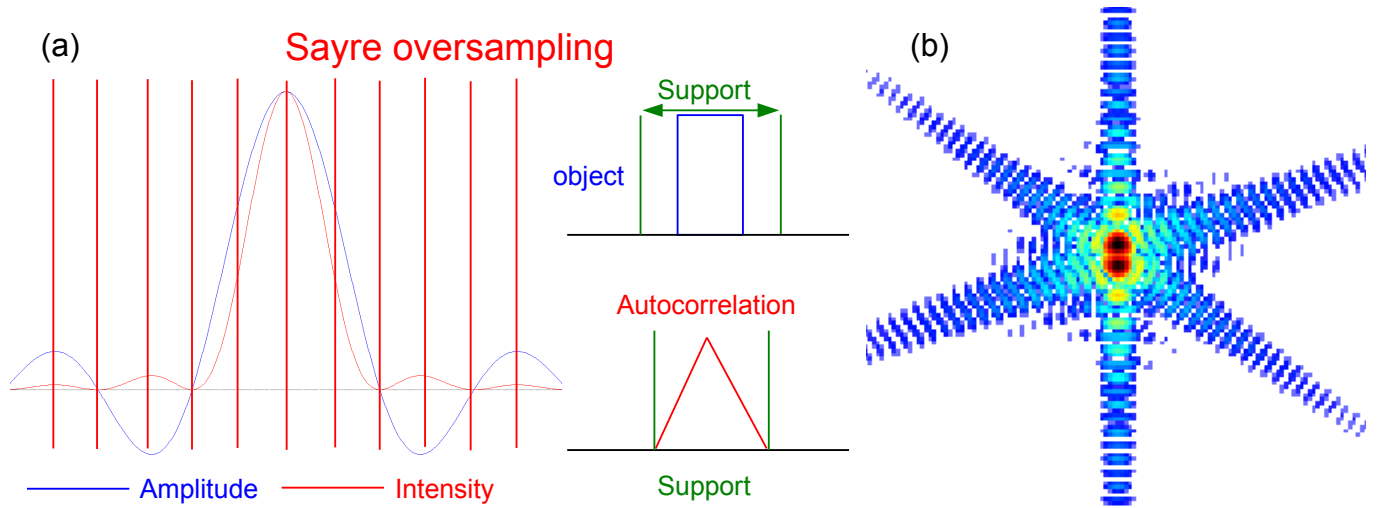 (a)
Sayre oversampling
Support
object
Autocorrelation
Support
Amplitude
Intensity
(b)